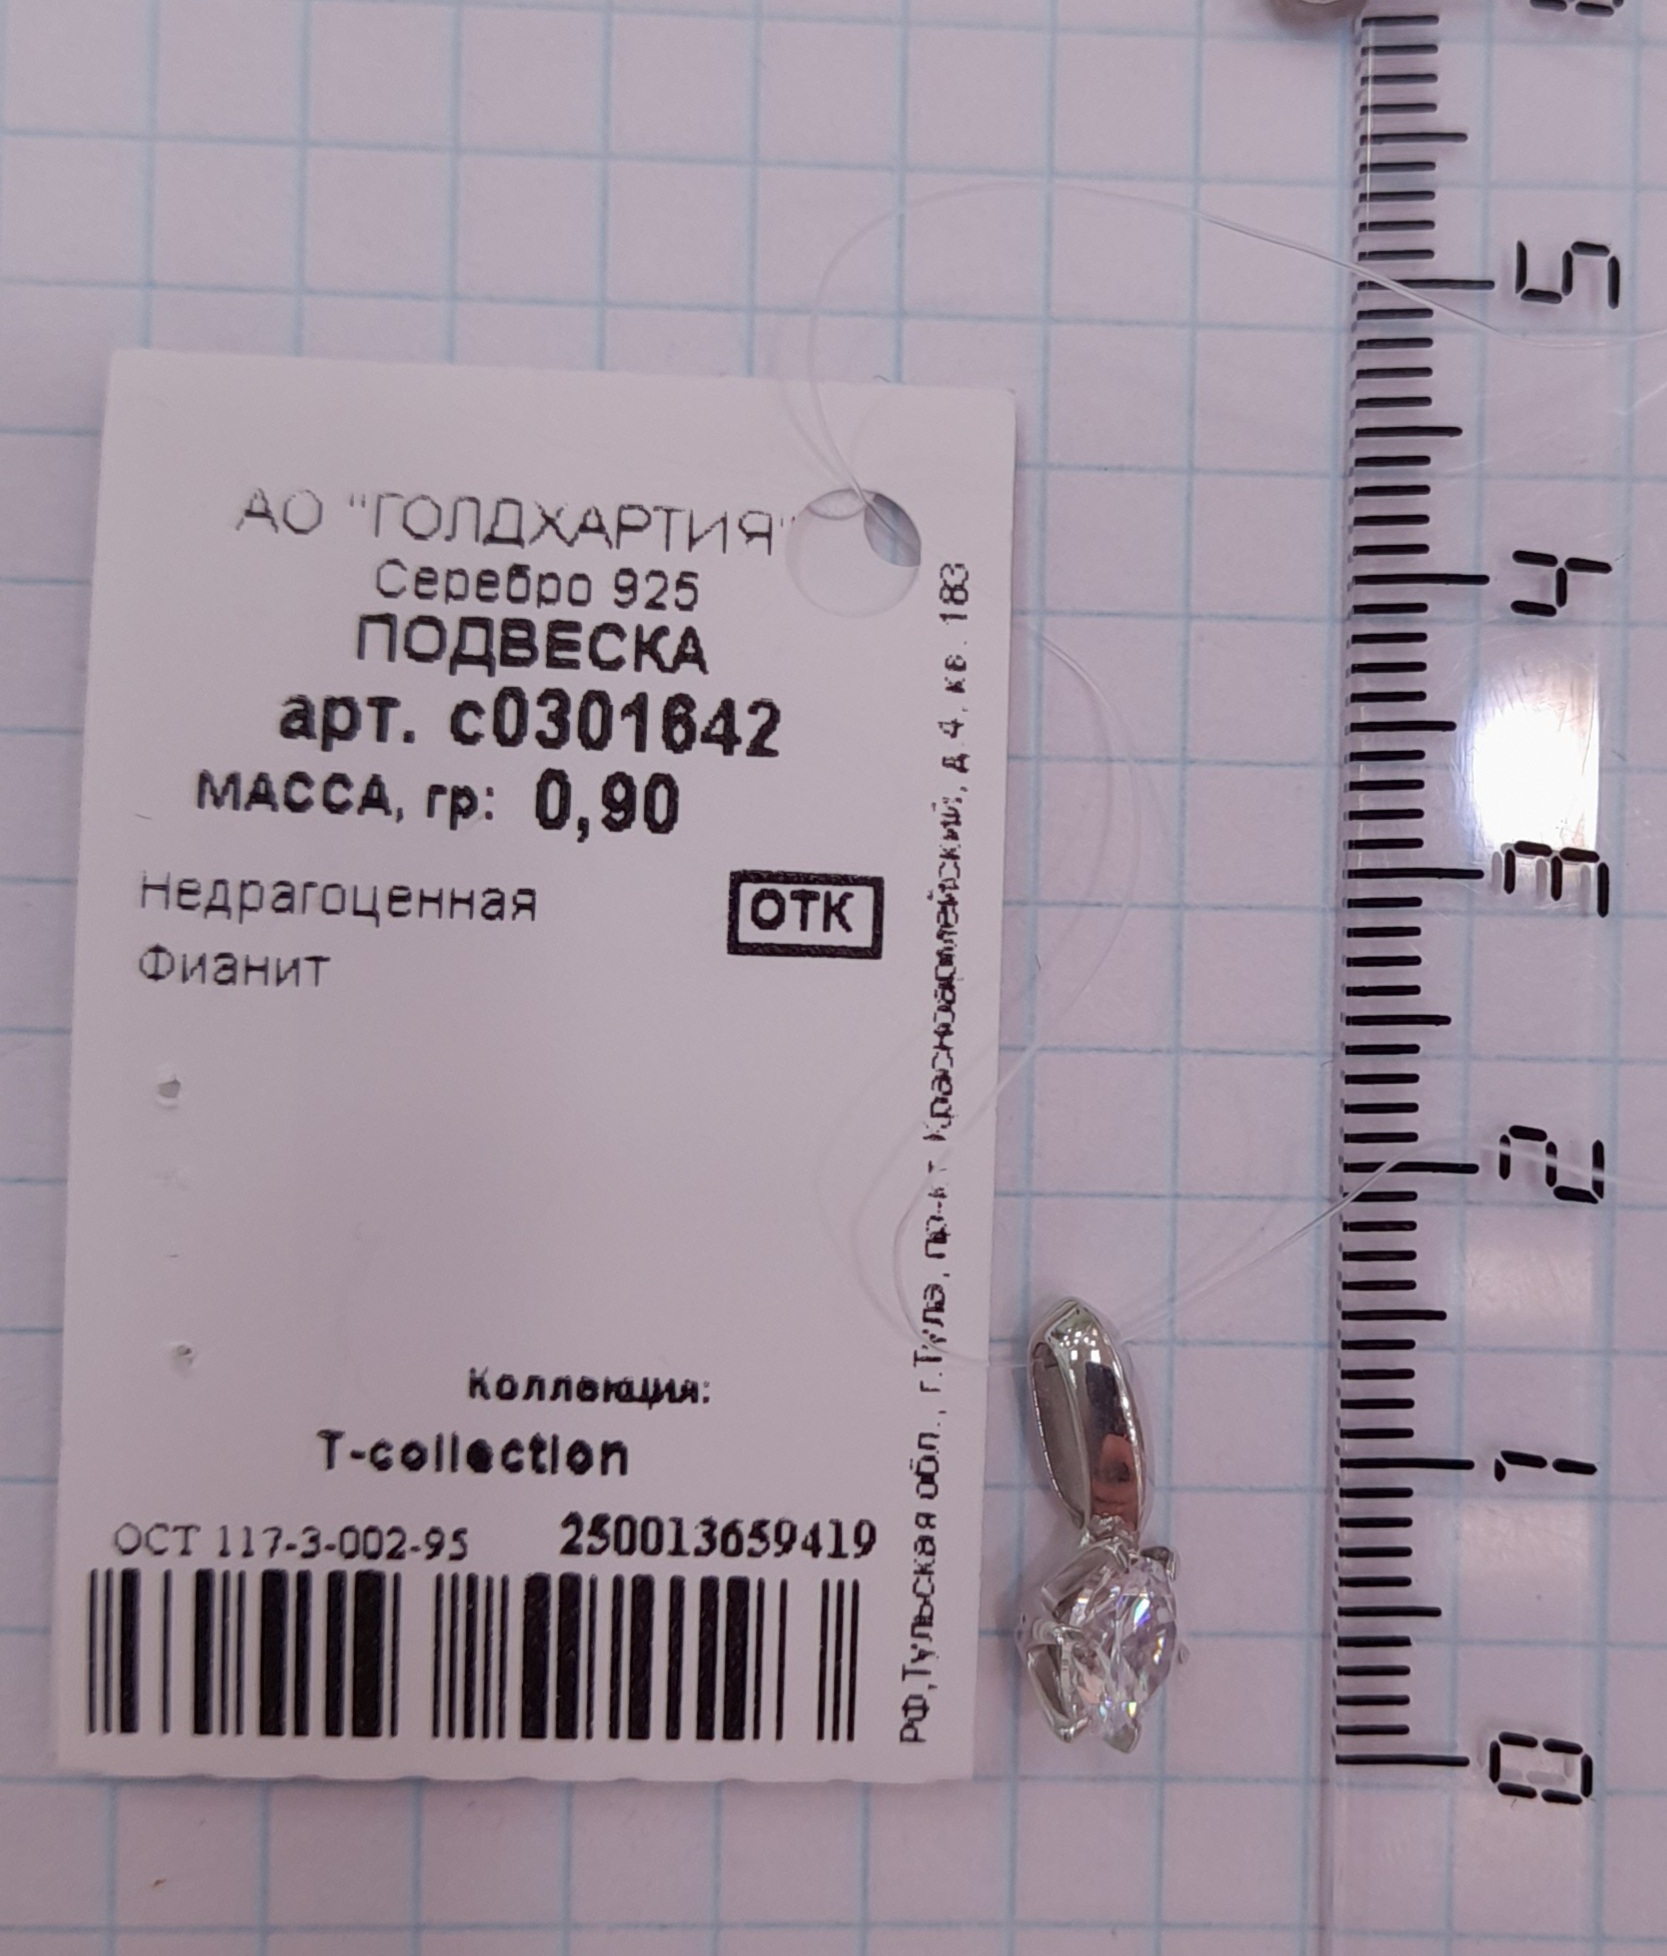 АО "ГОЛДХАРТИЯ"
Серебро 925
ПОДВЕСКА
арт. с0301642
МАССА, гр: 0,90
Недрагоценная
Фианит
ОТК
Коллекция:
T-collection
ОСТ 117-3-002-95 250013659419
РФ,Тульская обл., г.Тула, пр-кт Красноармейский, д.4, кв. 183
5
4
3
2
1
0